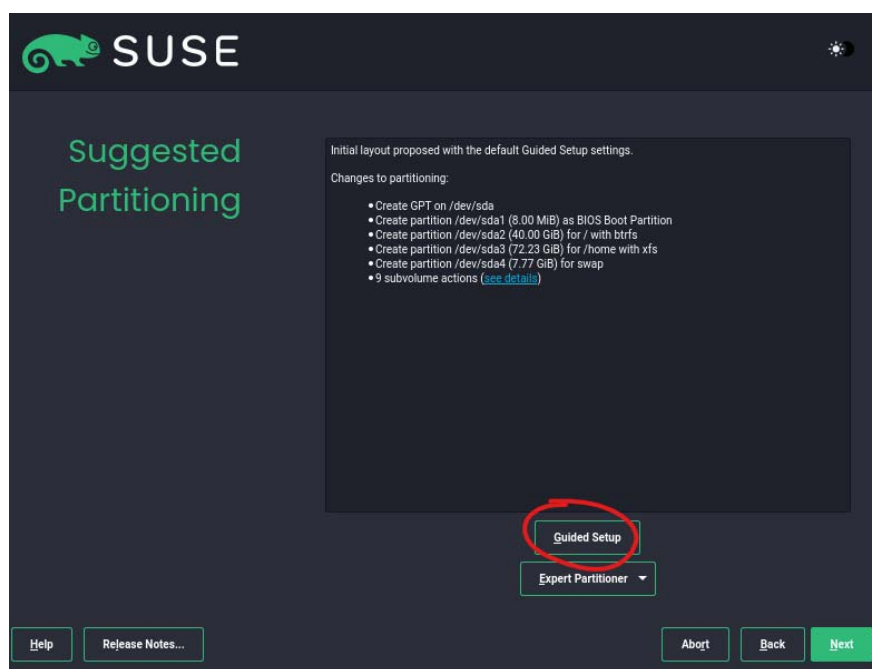 SUSE
Suggested
Partitioning
Initial layout proposed with the default Guided Setup settings.
Changes to partitioning:
• Create GPT on /dev/sda
• Create partition /dev/sda1 (8.00 MiB) as BIOS Boot Partition
• Create partition /dev/sda2 (40.00 GiB) for / with btrfs
• Create partition /dev/sda3 (72.23 GiB) for /home with xfs
• Create partition /dev/sda4 (7.77 GiB) for swap
• 9 subvolume actions (see details)
Guided Setup
Expert Partitioner
Help
Release Notes...
Abort
Back
Next